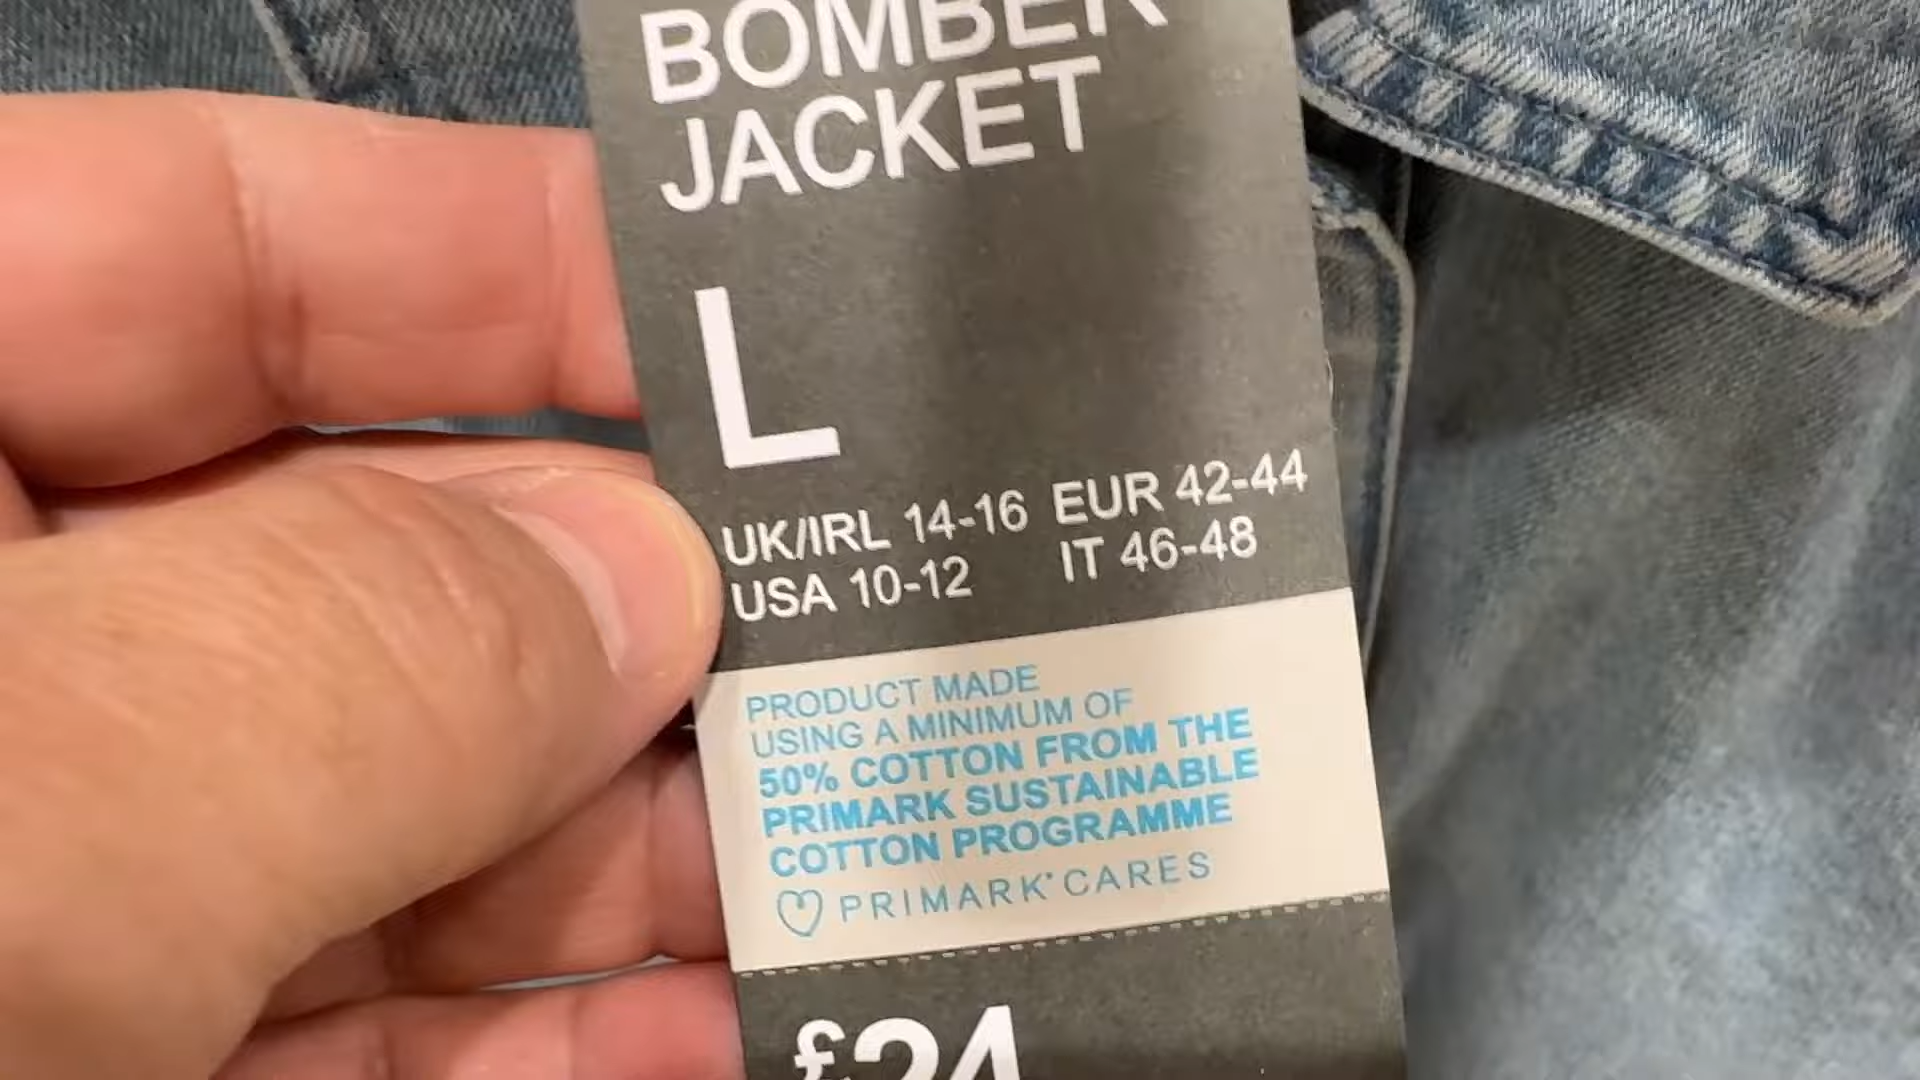 BOMBER
JACKET
L
UK/IRL 14-16 EUR 42-44
USA 10-12 IT 46-48
PRODUCT MADE
USING A MINIMUM OF
50% COTTON FROM THE
PRIMARK SUSTAINABLE
COTTON PROGRAMME
PRIMARK® CARES
£24